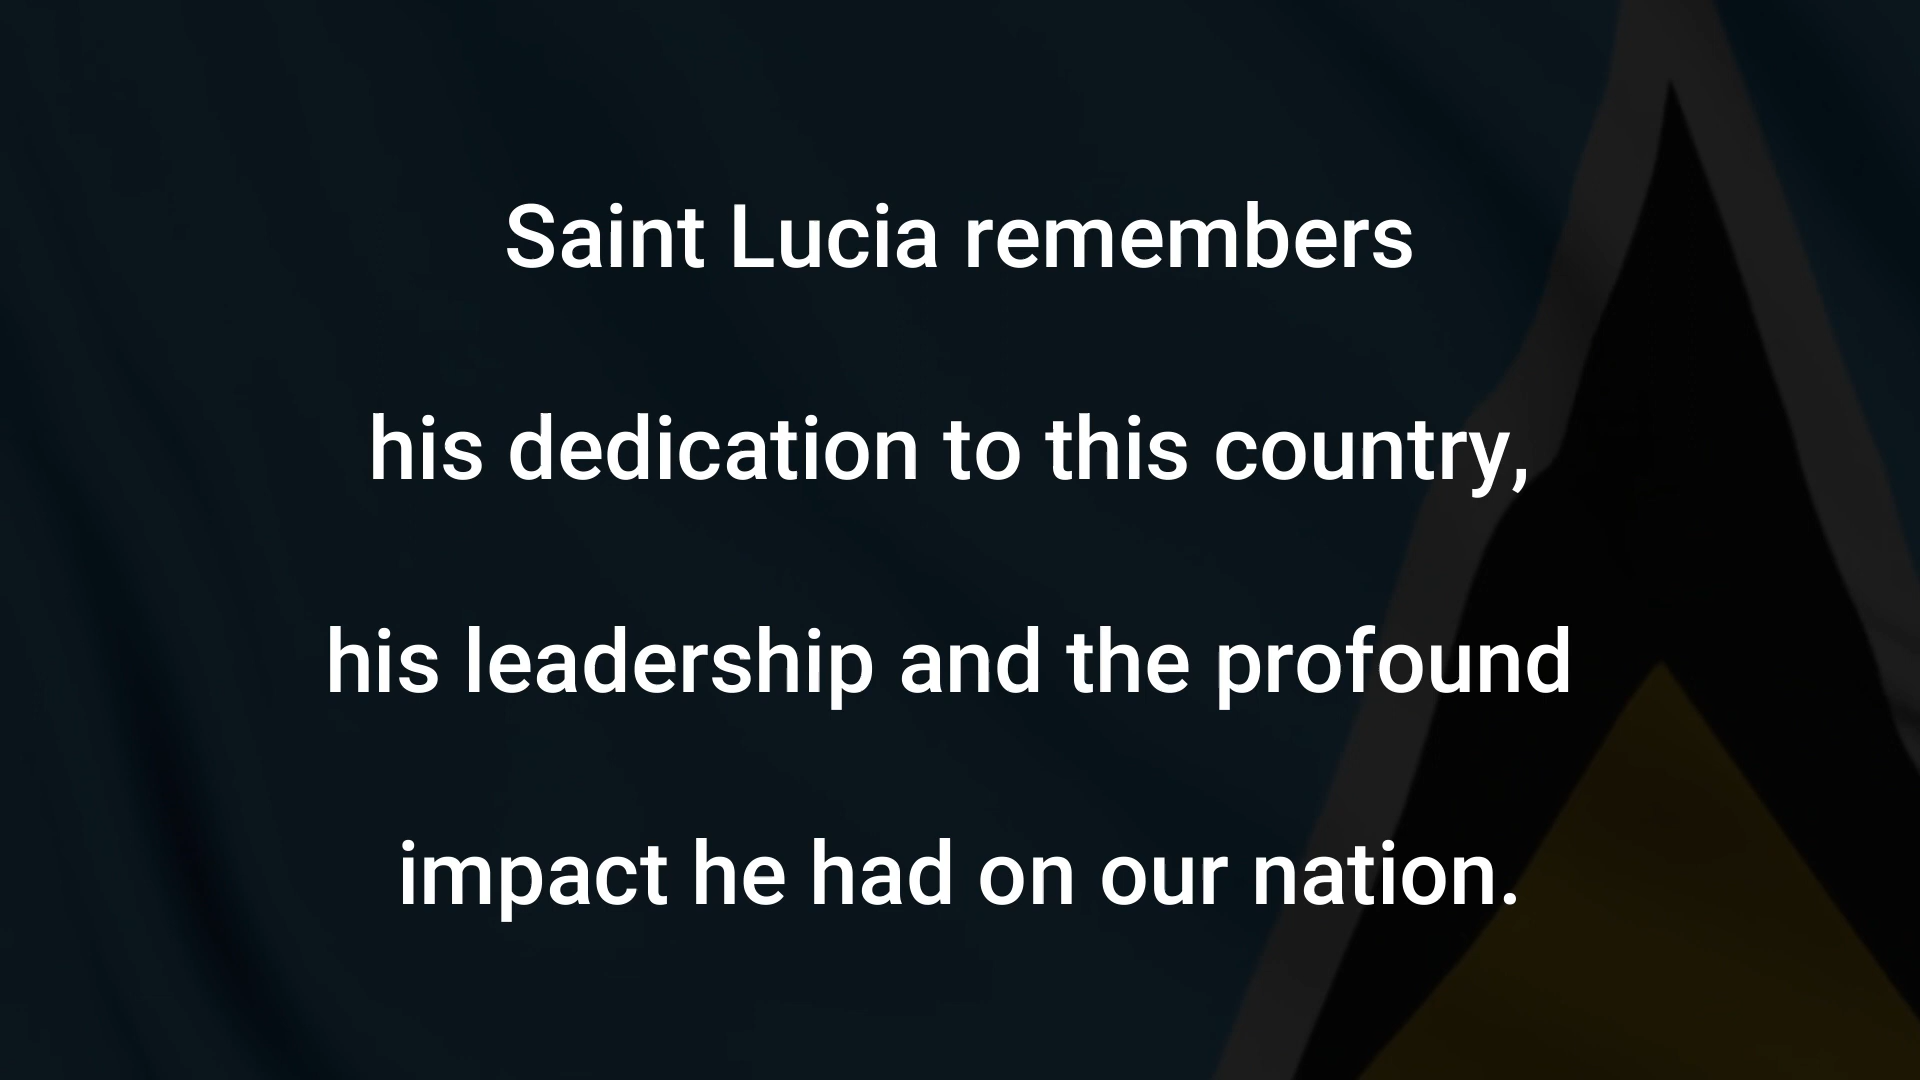 Saint Lucia remembers
his dedication to this country,
his leadership and the profound
impact he had on our nation.